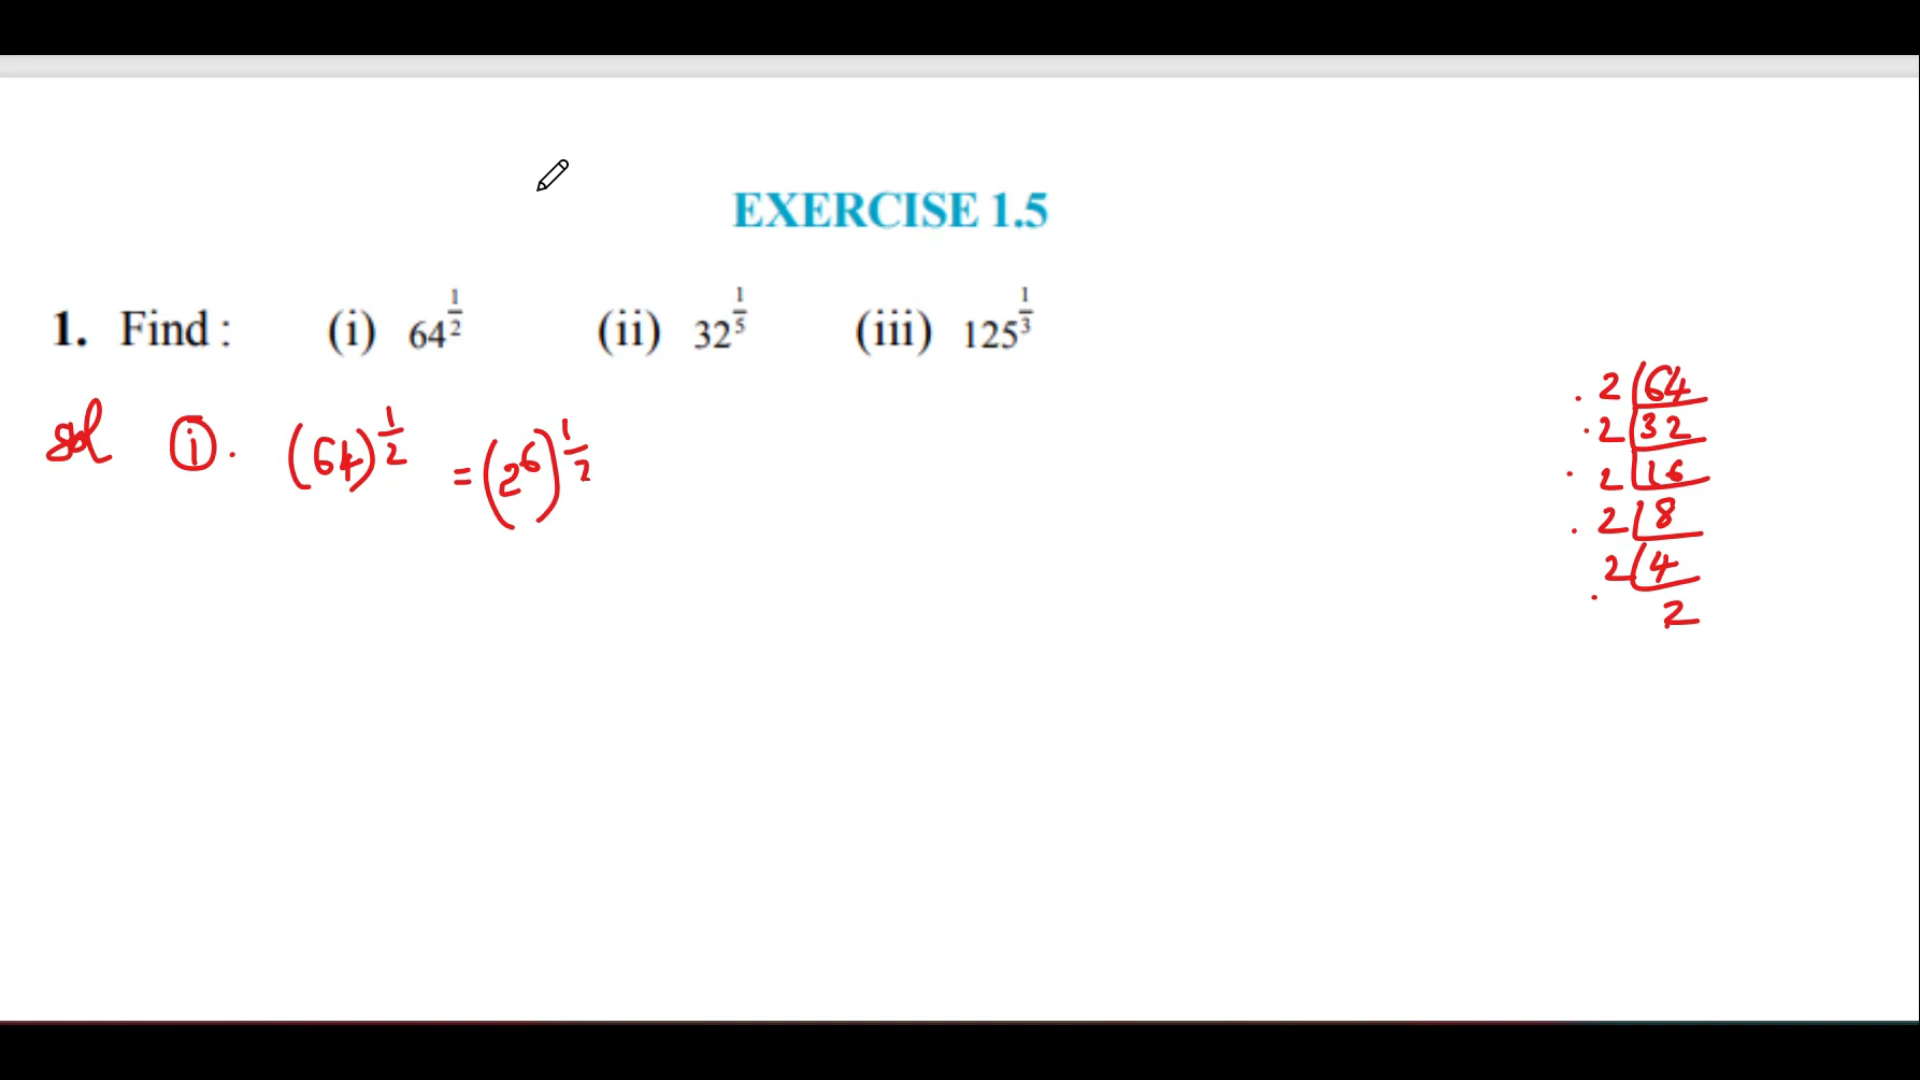 EXERCISE 1.5
1. Find : (i) 64^{1/2} (ii) 32^{1/5} (iii) 125^{1/3}
sol (i). (64)^{1/2} = (2^6)^{1/2}
. 2 | 64
. 2 | 32
. 2 | 16
. 2 | 8
. 2 | 4
2